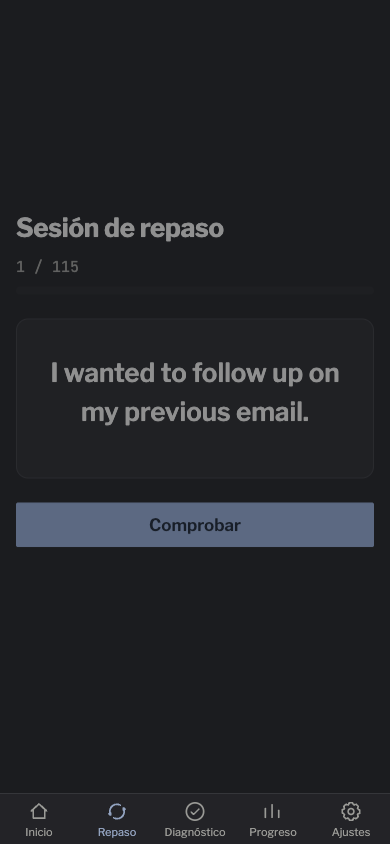 Sesión de repaso
1 / 115
I wanted to follow up on
my previous email.
Comprobar
Inicio
Repaso
Diagnóstico
Progreso
Ajustes